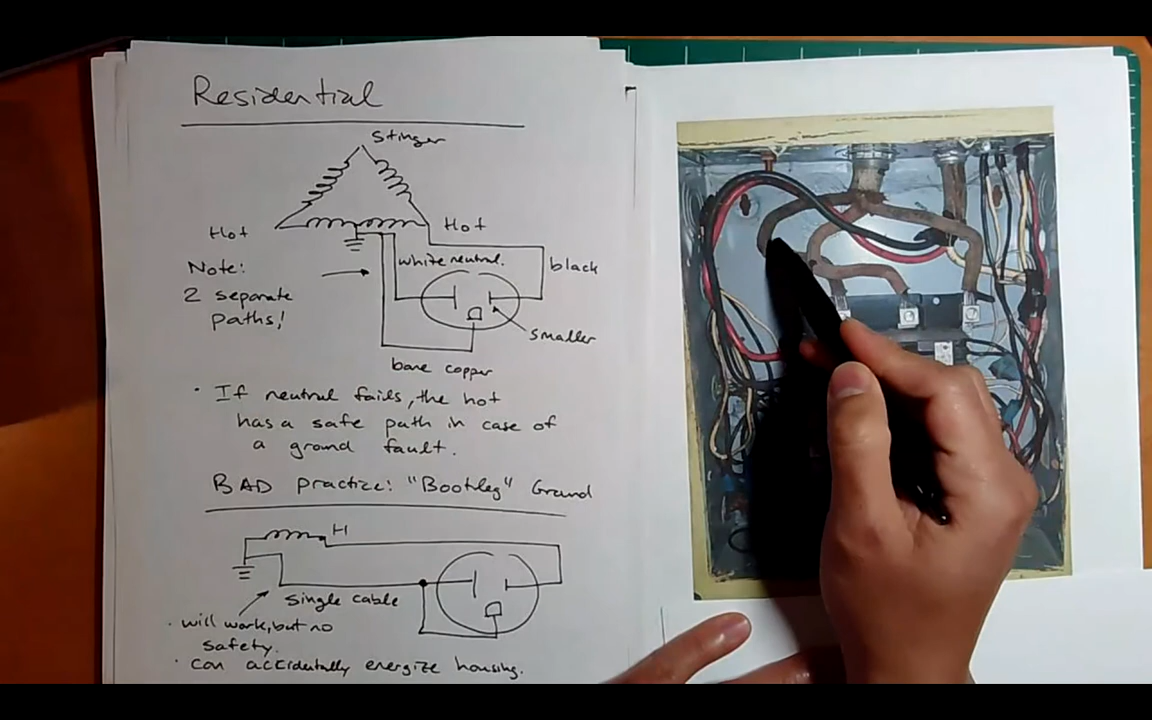 Residential
Stinger
Hot
Hot
white neutral.
black
Note:
2 separate
paths!
smaller
bare copper
· If neutral fails, the hot
has a safe path in case of
a ground fault.
BAD practice: "Bootleg" Ground
H
single cable
· will work, but no
safety.
· can accidentally energize housing.